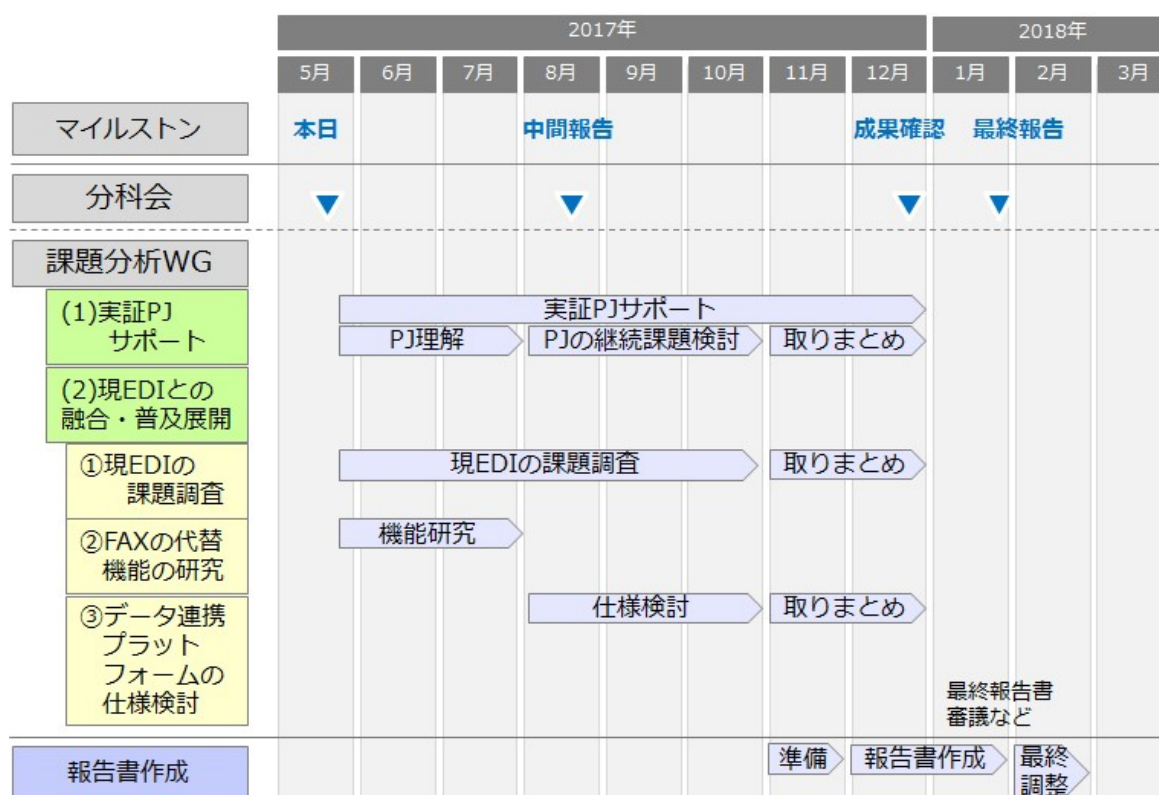 2017年 2018年
5月 6月 7月 8月 9月 10月 11月 12月 1月 2月 3月
マイルストン 本日 中間報告 成果確認 最終報告
分科会
課題分析WG
(1)実証PJ
サポート
実証PJサポート
PJ理解 PJの継続課題検討 取りまとめ
(2)現EDIとの
融合・普及展開
①現EDIの
課題調査
現EDIの課題調査 取りまとめ
②FAXの代替
機能の研究
機能研究
③データ連携
プラット
フォームの
仕様検討
仕様検討 取りまとめ
最終報告書
審議など
報告書作成
準備 報告書作成 最終
調整